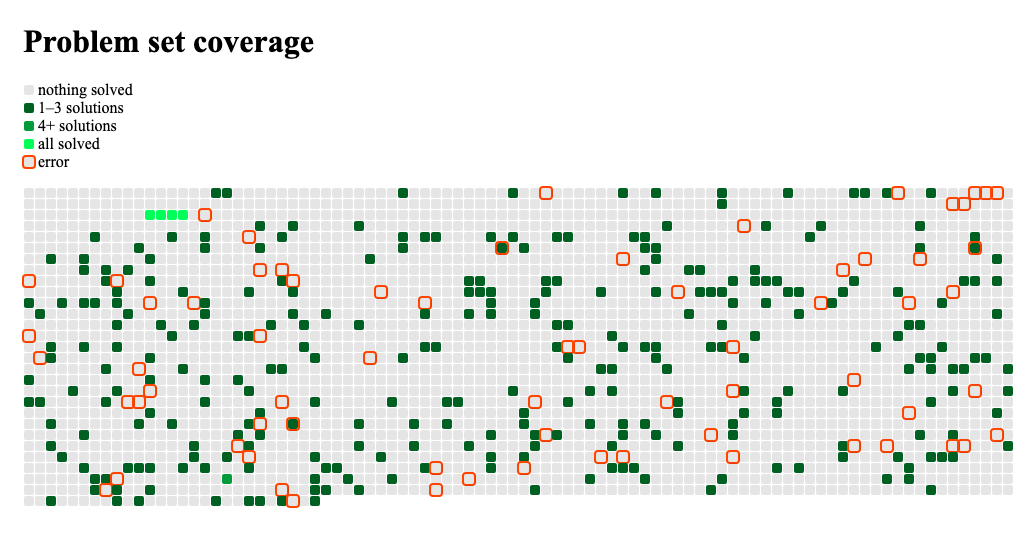 Problem set coverage
nothing solved
1–3 solutions
4+ solutions
all solved
error